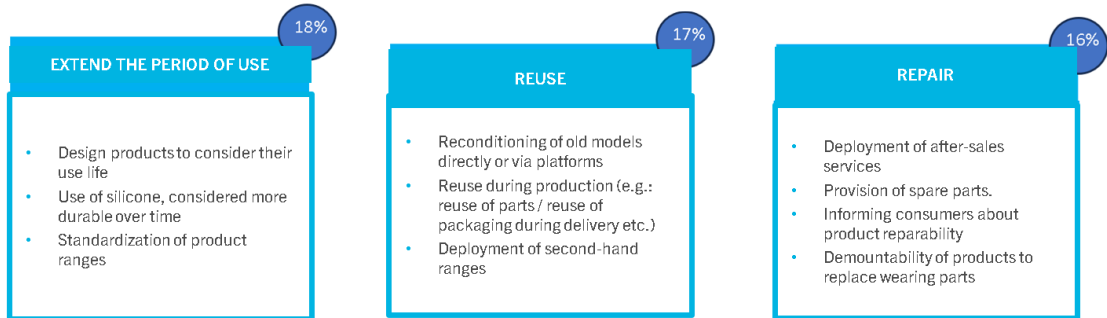 18%
EXTEND THE PERIOD OF USE
• Design products to consider their
use life
• Use of silicone, considered more
durable over time
• Standardization of product
ranges
17%
REUSE
• Reconditioning of old models
directly or via platforms
• Reuse during production (e.g.:
reuse of parts / reuse of
packaging during delivery etc.)
• Deployment of second-hand
ranges
16%
REPAIR
• Deployment of after-sales
services
• Provision of spare parts.
• Informing consumers about
product reparability
• Demountability of products to
replace wearing parts